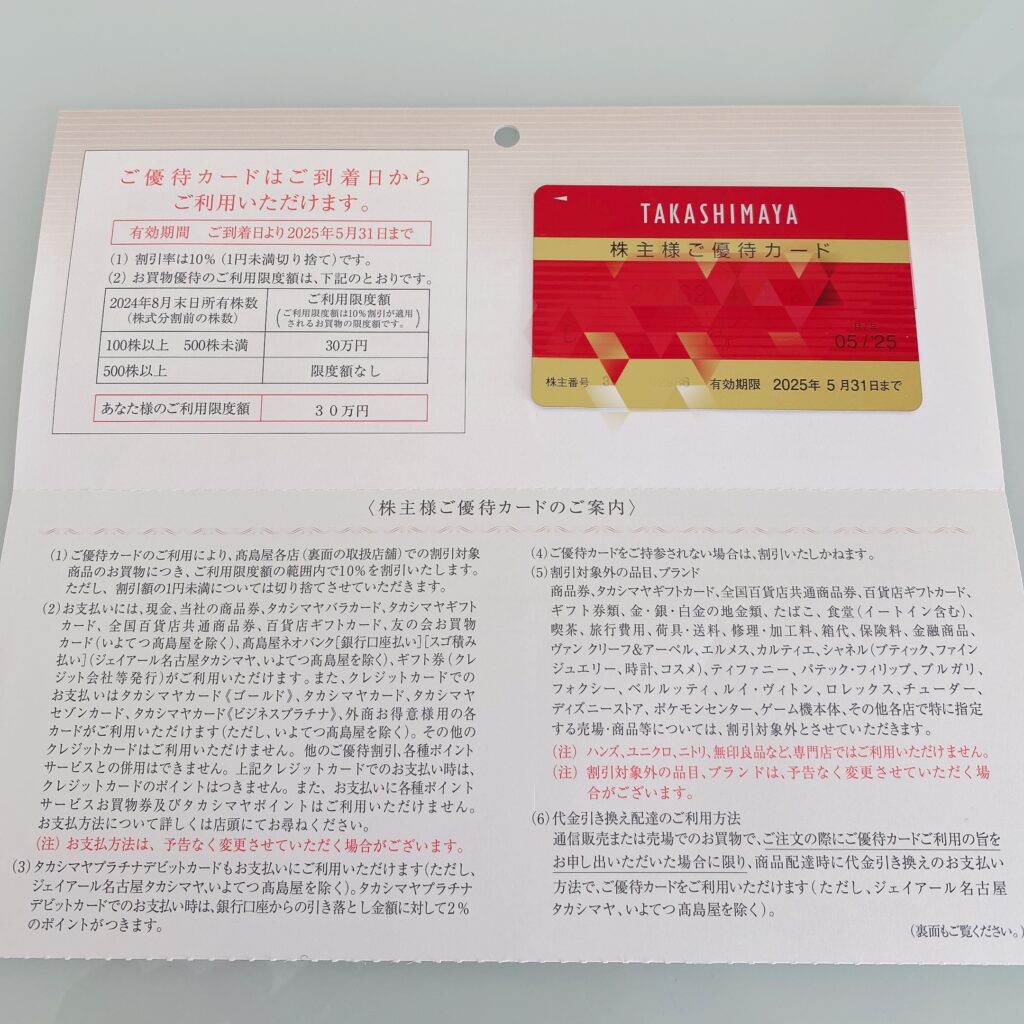 ご優待カードはご到着日から
ご利用いただけます。
有効期間 ご到着日より2025年5月31日まで
(1) 割引率は10% (1円未満切り捨て) です。
(2) お買物優待のご利用限度額は、下記のとおりです。
2024年8月末日所有株数
(株式分割前の株数)
ご利用限度額
(ご利用限度額は10%割引が適用
されるお買物の限度額です。)
100株以上 500株未満 30万円
500株以上 限度額なし
あなた様のご利用限度額 30万円
TAKASHIMAYA
株主様ご優待カード
05/'25
株主番号
有効期限 2025年 5月31日まで
〈株主様ご優待カードのご案内〉
(1)ご優待カードのご利用により、髙島屋各店(裏面の取扱店舗)での割引対象
商品のお買物につき、ご利用限度額の範囲内で10%を割引いたします。
ただし、割引額の1円未満については切り捨てさせていただきます。
(2)お支払いには、現金、当社の商品券、タカシマヤバラカード、タカシマヤギフト
カード、全国百貨店共通商品券、百貨店ギフトカード、友の会お買物
カード(いよてつ髙島屋を除く)、髙島屋ネオバンク[銀行口座払い][スゴ積み
払い](ジェイアール名古屋タカシマヤ、いよてつ髙島屋を除く)、ギフト券(クレ
ジット会社等発行)がご利用いただけます。また、クレジットカードでの
お支払いはタカシマヤカード《ゴールド》、タカシマヤカード、タカシマヤ
セゾンカード、タカシマヤカード《ビジネスプラチナ》、外商お得意様用の各
カードがご利用いただけます(ただし、いよてつ髙島屋を除く)。その他の
クレジットカードはご利用いただけません。他のご優待割引、各種ポイント
サービスとの併用はできません。上記クレジットカードでのお支払い時は、
クレジットカードのポイントはつきません。また、お支払いに各種ポイント
サービスお買物券及びタカシマヤポイントはご利用いただけません。
お支払方法について詳しくは店頭にてお尋ねください。
(注) お支払方法は、予告なく変更させていただく場合がございます。
(3)タカシマヤプラチナデビットカードもお支払いにご利用いただけます(ただし、
ジェイアール名古屋タカシマヤ、いよてつ髙島屋を除く)。タカシマヤプラチナ
デビットカードでのお支払い時は、銀行口座からの引き落とし金額に対して2%
のポイントがつきます。
(4)ご優待カードをご持参されない場合は、割引いたしかねます。
(5)割引対象外の品目、ブランド
商品券、タカシマヤギフトカード、全国百貨店共通商品券、百貨店ギフトカード、
ギフト券類、金・銀・白金の地金類、たばこ、食堂(イートイン含む)、
喫茶、旅行費用、荷具・送料、修理・加工料、箱代、保険料、金融商品、
ヴァン クリーフ&アーペル、エルメス、カルティエ、シャネル(ブティック、ファイン
ジュエリー、時計、コスメ)、ティファニー、パテック・フィリップ、ブルガリ、
フォクシー、ベルルッティ、ルイ・ヴィトン、ロレックス、チューダー、
ディズニーストア、ポケモンセンター、ゲーム機本体、その他各店で特に指定
する売場・商品等については、割引対象外とさせていただきます。
(注) ハンズ、ユニクロ、ニトリ、無印良品など、専門店ではご利用いただけません。
(注) 割引対象外の品目、ブランドは、予告なく変更させていただく場
合がございます。
(6)代金引き換え配達のご利用方法
通信販売または売場でのお買物で、ご注文の際にご優待カードご利用の旨を
お申し出いただいた場合に限り、商品配達時に代金引き換えのお支払い
方法で、ご優待カードをご利用いただけます(ただし、ジェイアール名古屋
タカシマヤ、いよてつ髙島屋を除く)。
(裏面もご覧ください。)